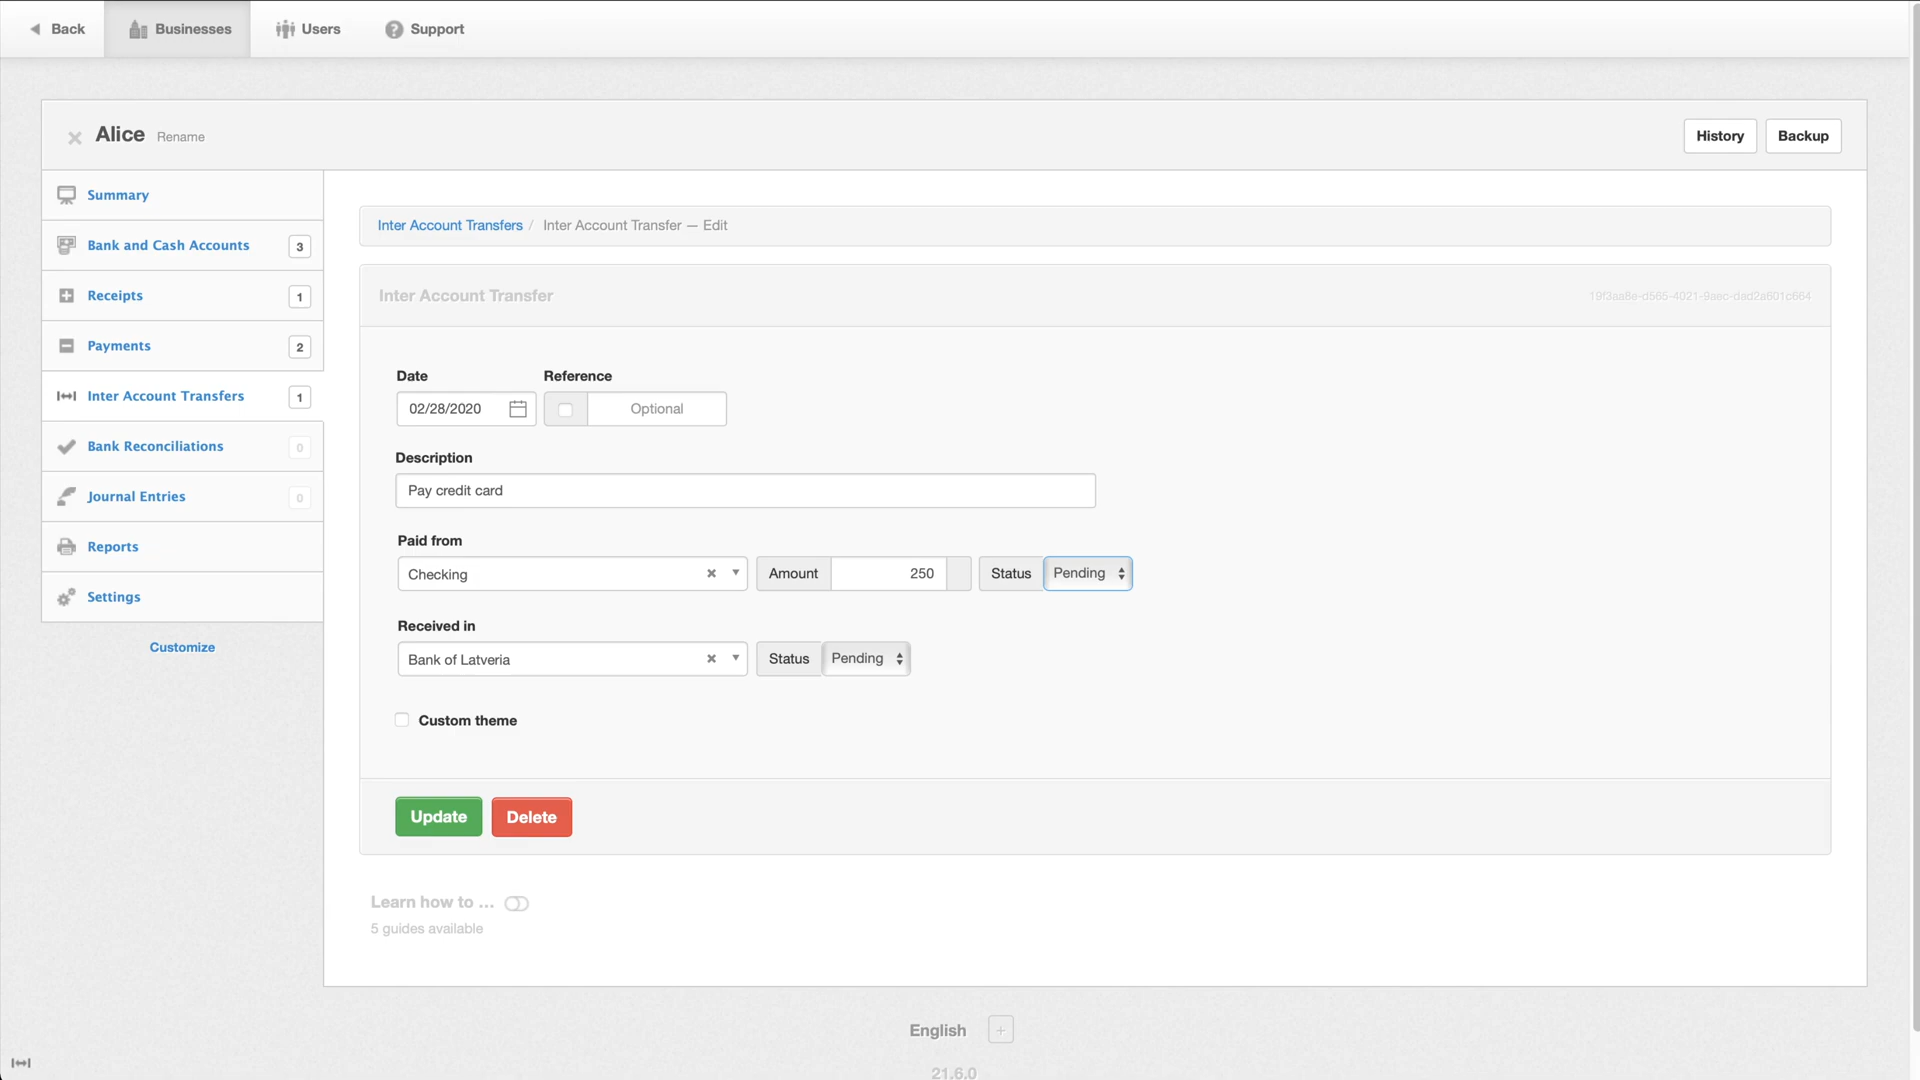 Back
Businesses
Users
Support
Alice Rename
History
Backup
Summary
Bank and Cash Accounts 3
Receipts 1
Payments 2
Inter Account Transfers 1
Bank Reconciliations 0
Journal Entries 0
Reports
Settings
Customize
Inter Account Transfers / Inter Account Transfer — Edit
Inter Account Transfer
19f3aa8e-d565-4021-9aec-dad2a601c664
Date
Reference
02/28/2020
Optional
Description
Pay credit card
Paid from
Checking
Amount 250
Status Pending
Received in
Bank of Latveria
Status Pending
Custom theme
Update
Delete
Learn how to ...
5 guides available
English +
21.6.0